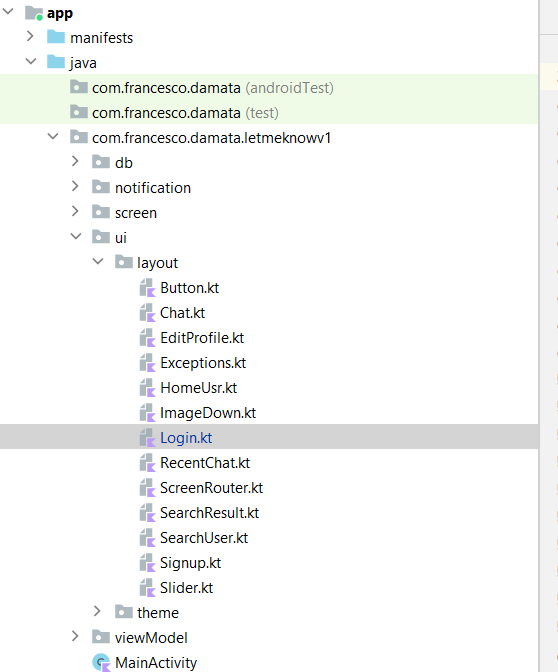 app
manifests
java
com.francesco.damata (androidTest)
com.francesco.damata (test)
com.francesco.damata.letmeknowv1
db
notification
screen
ui
layout
Button.kt
Chat.kt
EditProfile.kt
Exceptions.kt
HomeUsr.kt
ImageDown.kt
Login.kt
RecentChat.kt
ScreenRouter.kt
SearchResult.kt
SearchUser.kt
Signup.kt
Slider.kt
theme
viewModel
MainActivity